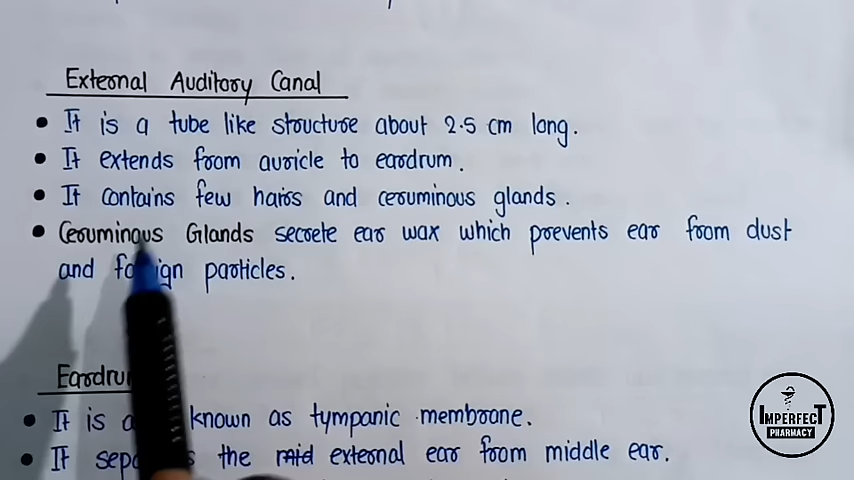 External Auditory Canal
• It is a tube like structure about 2.5 cm long.
• It extends from auricle to eardrum.
• It contains few hairs and ceruminous glands.
• Ceruminous Glands secrete ear wax which prevents ear from dust
and particles.
• It is known as tympanic membrane.
• It the mid external ear from middle ear.
IMPERFECT
PHARMACY